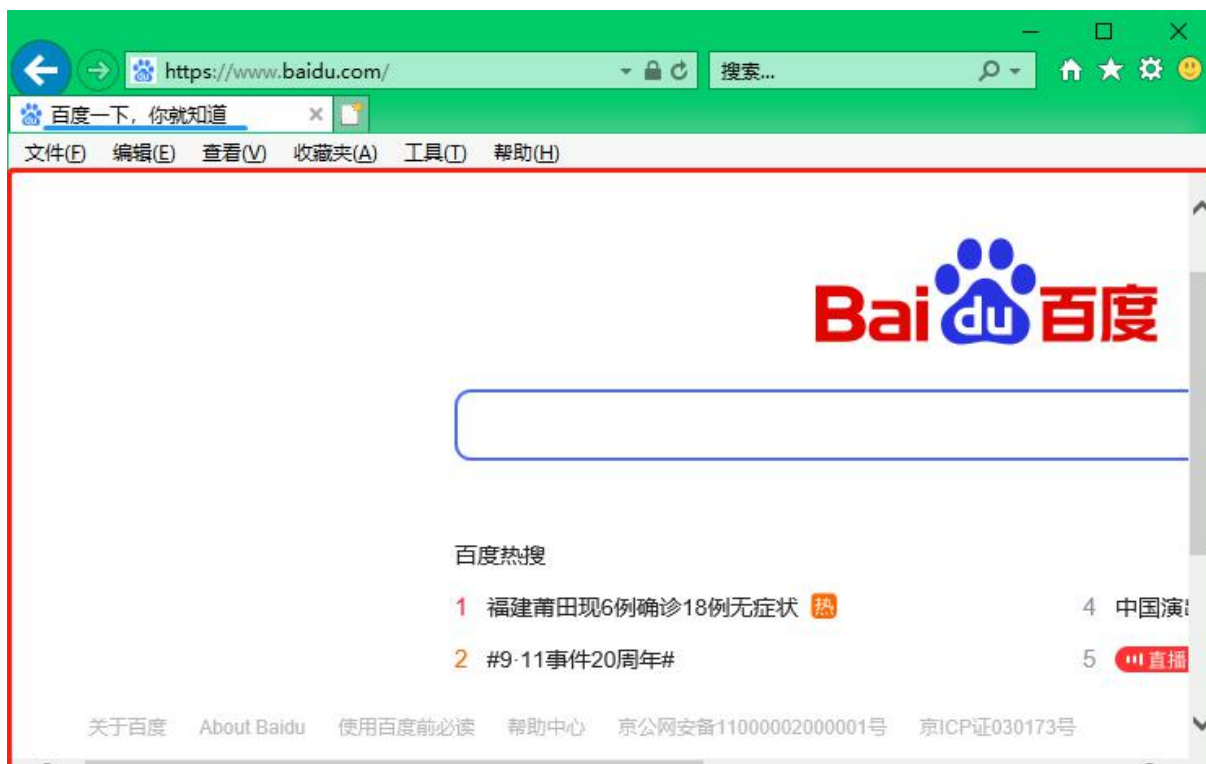 https://www.baidu.com/
搜索...
百度一下，你就知道
文件(F) 编辑(E) 查看(V) 收藏夹(A) 工具(T) 帮助(H)
Bai du 百度
百度热搜
1 福建莆田现6例确诊18例无症状 热
4 中国演
2 #9·11事件20周年#
5 直播
关于百度 About Baidu 使用百度前必读 帮助中心 京公网安备11000002000001号 京ICP证030173号